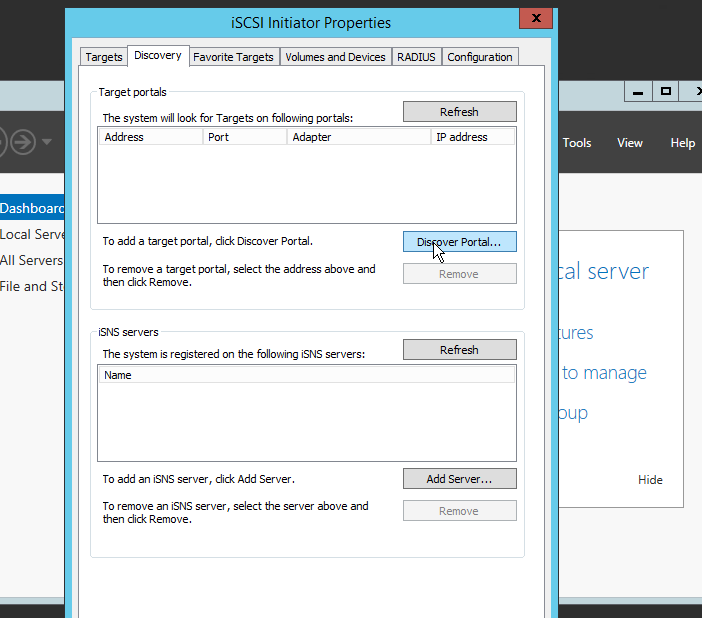 iSCSI Initiator Properties
x
Targets Discovery Favorite Targets Volumes and Devices RADIUS Configuration
Target portals
The system will look for Targets on following portals: Refresh
Address Port Adapter IP address
To add a target portal, click Discover Portal. Discover Portal...
To remove a target portal, select the address above and
then click Remove.
Remove
iSNS servers
The system is registered on the following iSNS servers: Refresh
Name
To add an iSNS server, click Add Server. Add Server...
To remove an iSNS server, select the server above and
then click Remove.
Remove
Tools View Help
Dashboard
Local Serve
All Servers
File and St
cal server
tures
to manage
oup
Hide